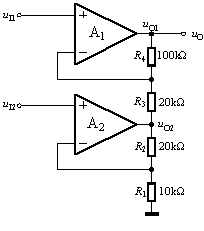 uI1 + A1 - uO1 uO
R4 100kΩ
R3 20kΩ
uI2 + A2 - uO2
R2 20kΩ
R1 10kΩ